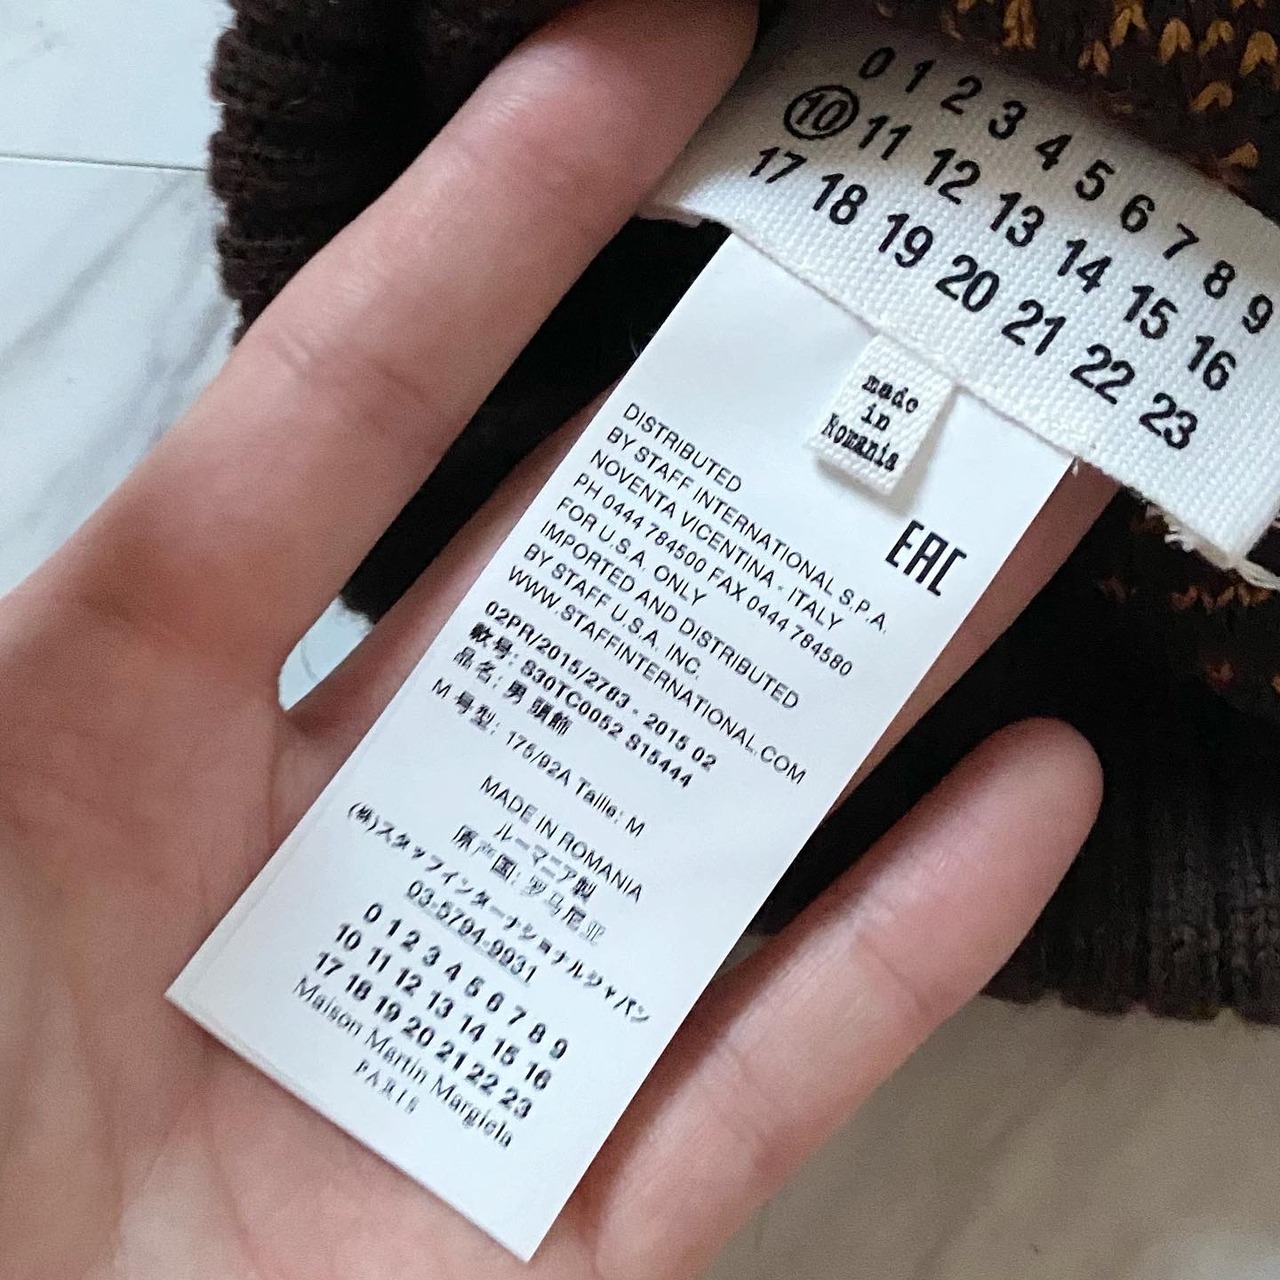 0 1 2 3 4 5 6 7 8 9
10 11 12 13 14 15 16
17 18 19 20 21 22 23
made
in
Romania
EAC
DISTRIBUTED
BY STAFF INTERNATIONAL S.P.A.
NOVENTA VICENTINA - ITALY
PH 0444 784500 FAX 0444 784580
FOR U.S.A. ONLY
IMPORTED AND DISTRIBUTED
BY STAFF U.S.A. INC.
WWW.STAFFINTERNATIONAL.COM
02PR/2015/2763 - 2015 02
款号: S30TC0052 S15444
品名: 男 頭飾
M 号型: 175/92A Taille: M
MADE IN ROMANIA
ルーマニア製
原产国: 罗马尼亚
(株)スタッフインターナショナルジャパン
03-5794-9931
0 1 2 3 4 5 6 7 8 9
10 11 12 13 14 15 16
17 18 19 20 21 22 23
Maison Martin Margiela
PARIS